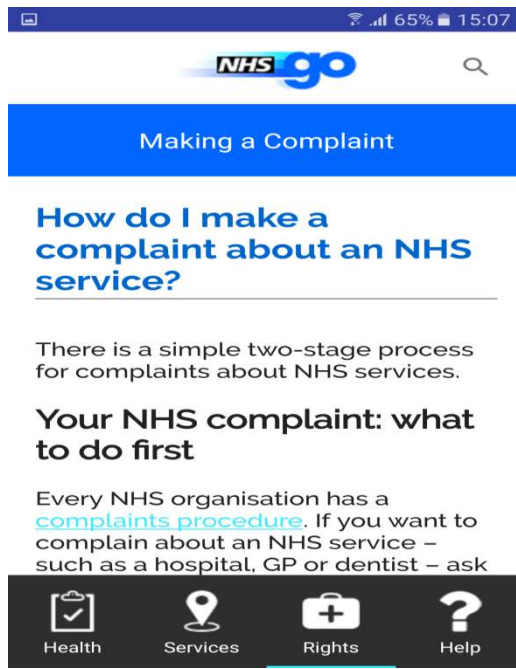 65% 15:07
NHS go
Making a Complaint
How do I make a
complaint about an NHS
service?
There is a simple two-stage process
for complaints about NHS services.
Your NHS complaint: what
to do first
Every NHS organisation has a
complaints procedure. If you want to
complain about an NHS service –
such as a hospital, GP or dentist – ask
Health Services Rights Help